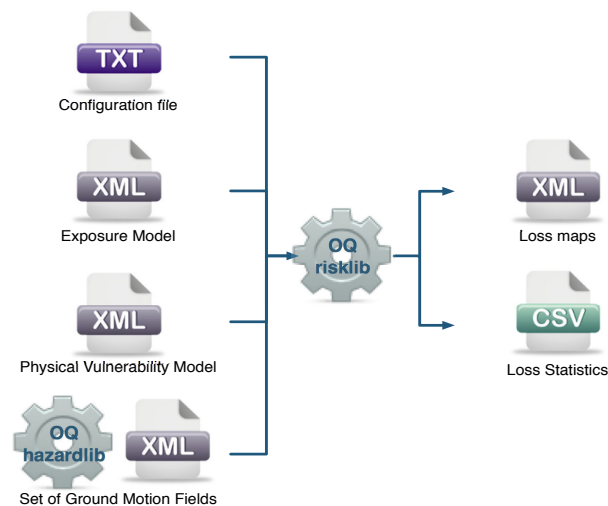 TXT
Configuration file
XML
Exposure Model
XML
Physical Vulnerability Model
OQ
hazardlib
XML
Set of Ground Motion Fields
OQ
risklib
XML
Loss maps
CSV
Loss Statistics